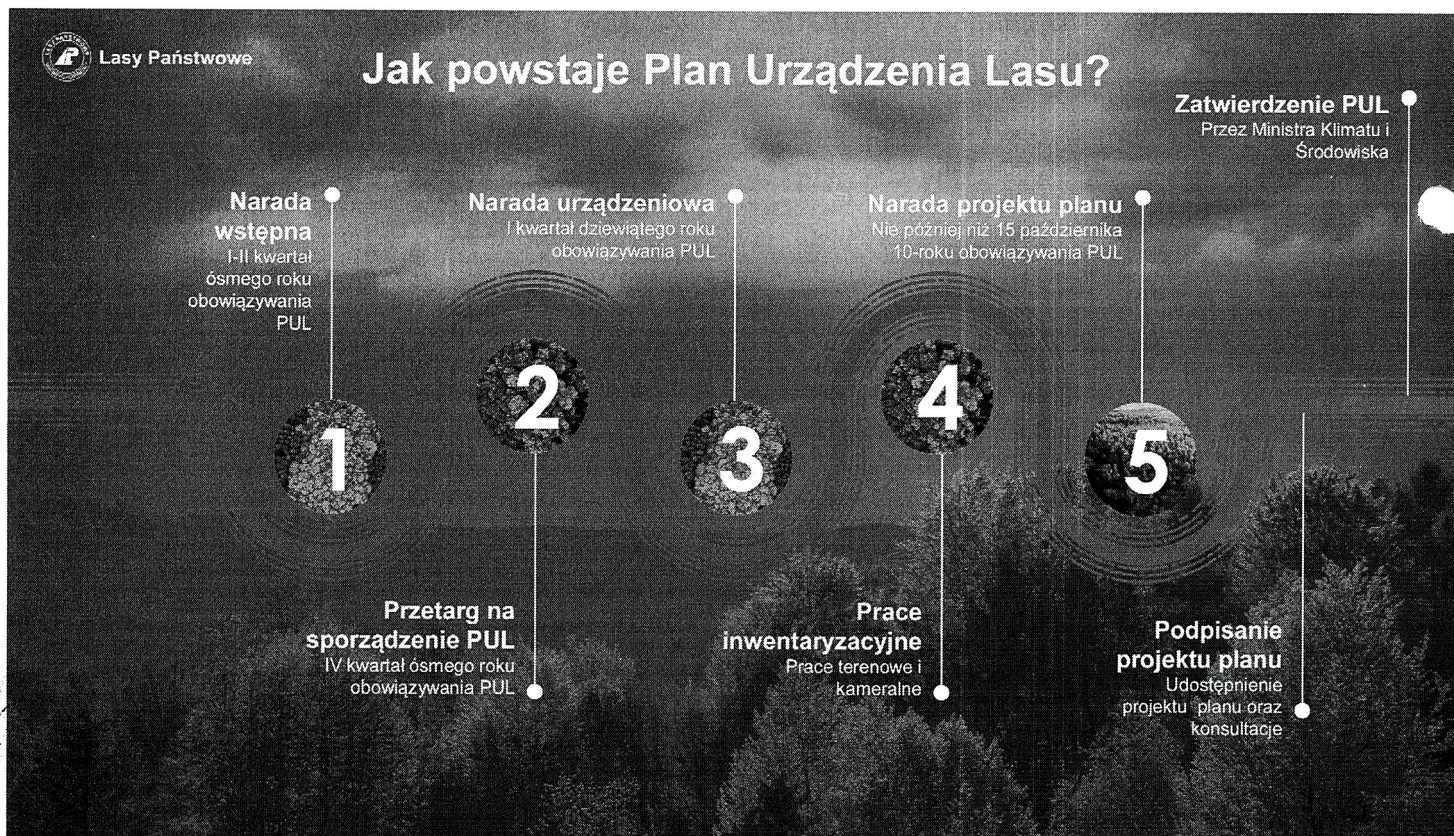 Lasy Państwowe
Jak powstaje Plan Urządzenia Lasu?
Zatwierdzenie PUL
Przez Ministra Klimatu i
Środowiska
Narada
wstępna
I-II kwartał
ósmego roku
obowiązywania
PUL
Narada urządzeniowa
I kwartał dziewiątego roku
obowiązywania PUL
Narada projektu planu
Nie później niż 15 października
10-roku obowiązywania PUL
1
2
3
4
5
Przetarg na
sporządzenie PUL
IV kwartał ósmego roku
obowiązywania PUL
Prace
inwentaryzacyjne
Prace terenowe i
kameralne
Podpisanie
projektu planu
Udostępnienie
projektu planu oraz
konsultacje